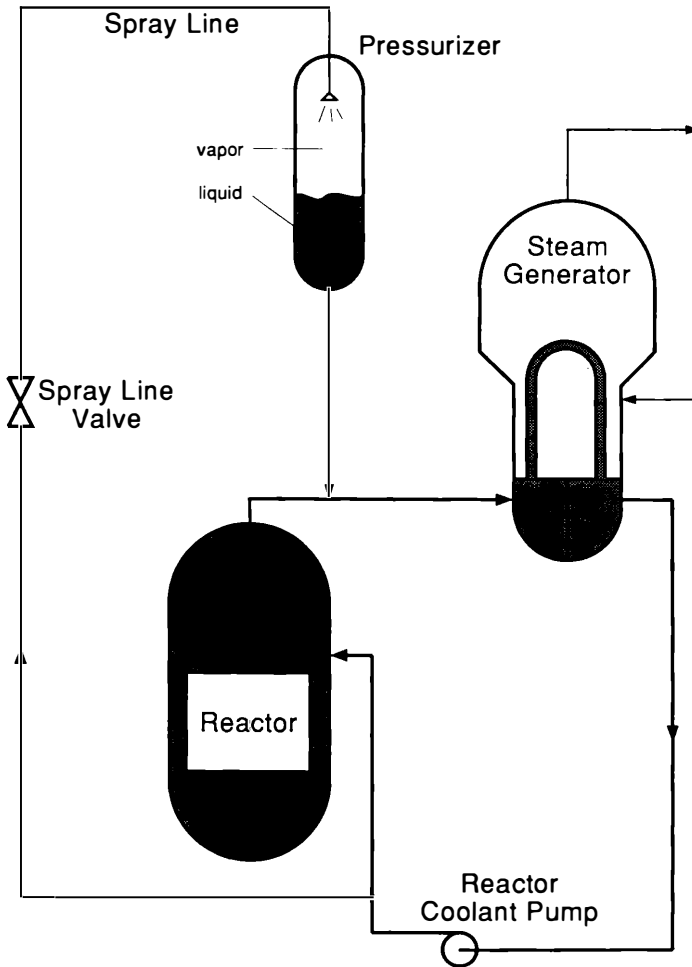 Spray Line
Pressurizer
vapor
liquid
Steam
Generator
Spray Line
Valve
Reactor
Reactor
Coolant Pump